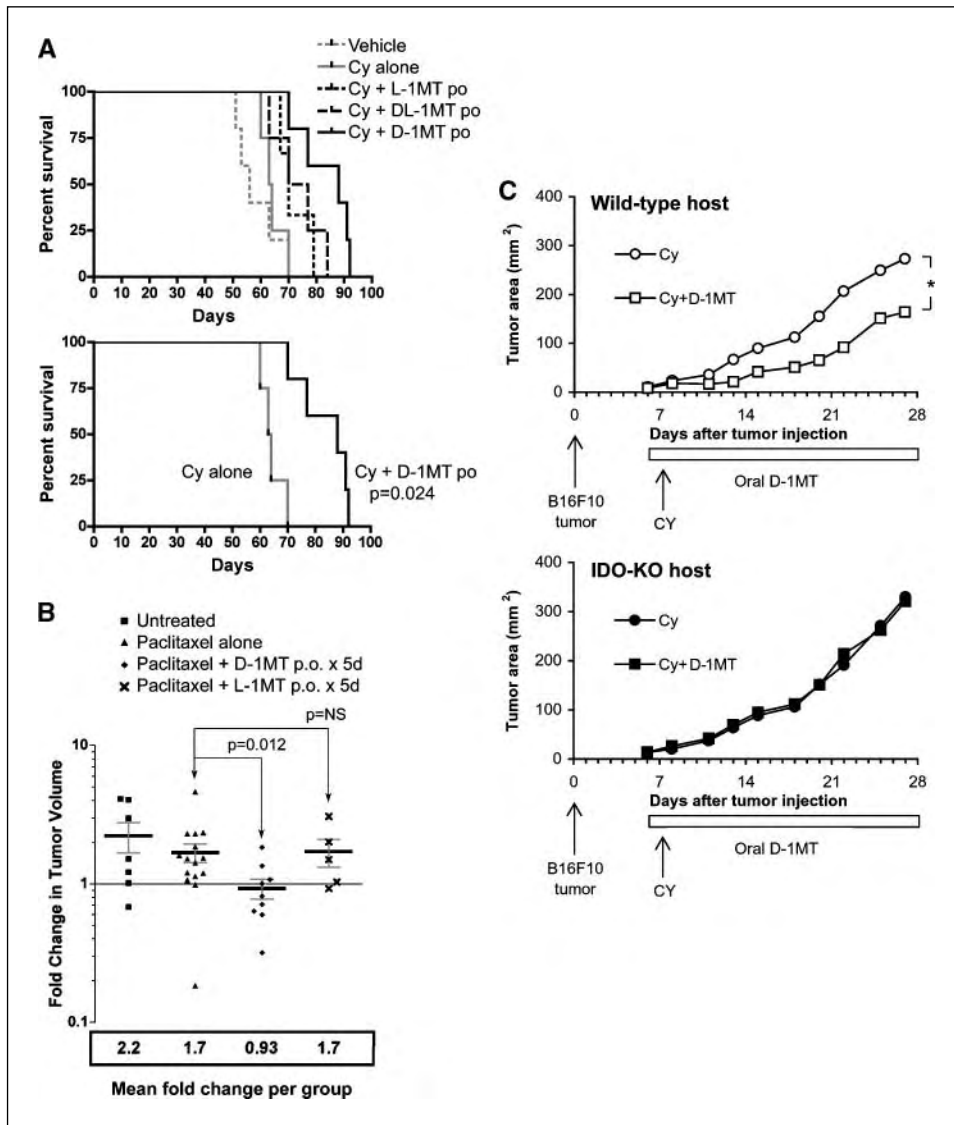 A
Vehicle
Cy alone
Cy + L-1MT po
Cy + DL-1MT po
Cy + D-1MT po
Percent survival
100
75
50
25
0
0 10 20 30 40 50 60 70 80 90 100
Days
Percent survival
100
75
50
25
0
Cy alone
Cy + D-1MT po
p=0.024
0 10 20 30 40 50 60 70 80 90 100
Days
B
Untreated
Paclitaxel alone
Paclitaxel + D-1MT p.o. x 5d
Paclitaxel + L-1MT p.o. x 5d
p=NS
p=0.012
Fold Change in Tumor Volume
10
1
0.1
2.2 1.7 0.93 1.7
Mean fold change per group
C
Wild-type host
Cy
Cy+D-1MT
*
Tumor area (mm 2)
400
300
200
100
0
0 7 14 21 28
Days after tumor injection
Oral D-1MT
B16F10
tumor
CY
IDO-KO host
Cy
Cy+D-1MT
Tumor area (mm 2)
400
300
200
100
0
0 7 14 21 28
Days after tumor injection
Oral D-1MT
B16F10
tumor
CY